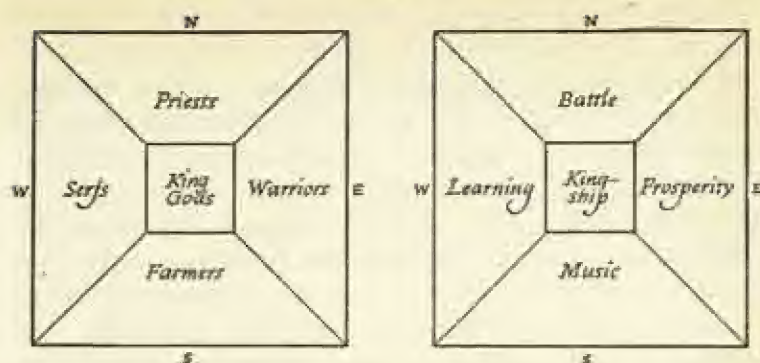 N
Priests
W
Serfs
King
Gods
Warriors
E
Farmers
S
N
Battle
W
Learning
King-
ship
Prosperity
E
Music
S